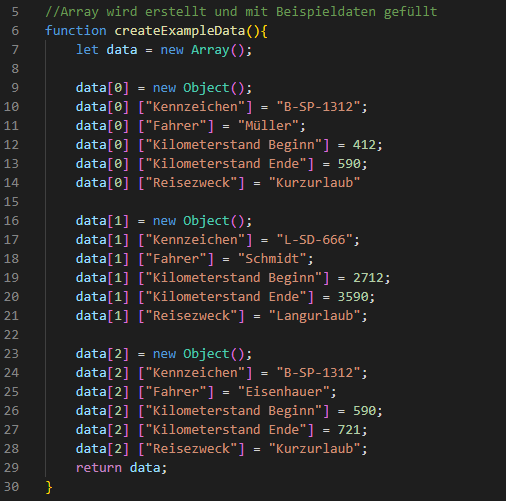 5 //Array wird erstellt und mit Beispieldaten gefüllt
6 function createExampleData(){
7     let data = new Array();
8
9     data[0] = new Object();
10     data[0] ["Kennzeichen"] = "B-SP-1312";
11     data[0] ["Fahrer"] = "Müller";
12     data[0] ["Kilometerstand Beginn"] = 412;
13     data[0] ["Kilometerstand Ende"] = 590;
14     data[0] ["Reisezweck"] = "Kurzurlaub"
15
16     data[1] = new Object();
17     data[1] ["Kennzeichen"] = "L-SD-666";
18     data[1] ["Fahrer"] = "Schmidt";
19     data[1] ["Kilometerstand Beginn"] = 2712;
20     data[1] ["Kilometerstand Ende"] = 3590;
21     data[1] ["Reisezweck"] = "Langurlaub";
22
23     data[2] = new Object();
24     data[2] ["Kennzeichen"] = "B-SP-1312";
25     data[2] ["Fahrer"] = "Eisenhauer";
26     data[2] ["Kilometerstand Beginn"] = 590;
27     data[2] ["Kilometerstand Ende"] = 721;
28     data[2] ["Reisezweck"] = "Kurzurlaub";
29     return data;
30 }